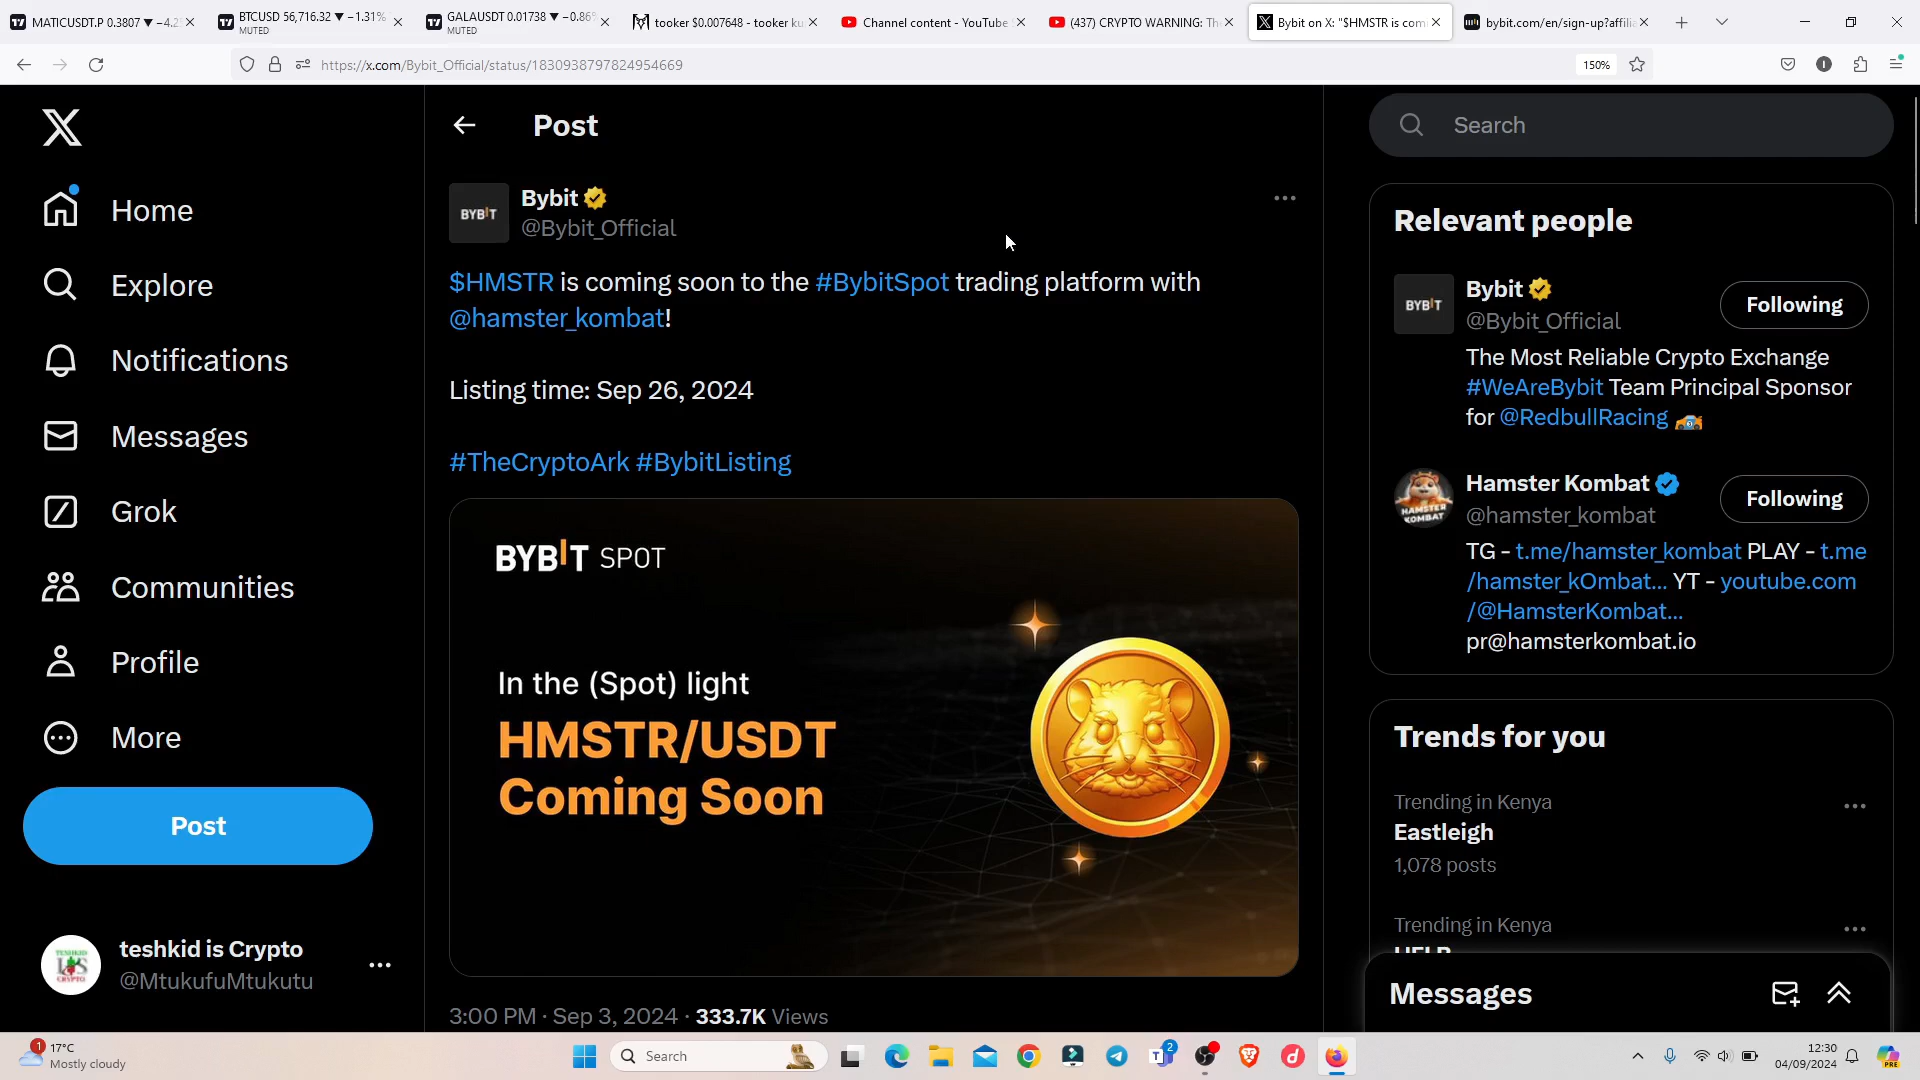 MATICUSDT.P 0.3807 ▼ −4.2
BTCUSD 56,716.32 ▼ −1.31%
MUTED
GALAUSDT 0.01738 ▼ −0.86%
MUTED
tooker $0.007648 - tooker ku
Channel content - YouTube S
(437) CRYPTO WARNING: The
Bybit on X: "$HMSTR is com
bybit.com/en/sign-up?affilia
https://x.com/Bybit_Official/status/1830938797824954669
150%
Home
Explore
Notifications
Messages
Grok
Communities
Profile
More
Post
teshkid is Crypto
@MtukufuMtukutu
Post
Bybit
@Bybit_Official
$HMSTR is coming soon to the #BybitSpot trading platform with
@hamster_kombat!
Listing time: Sep 26, 2024
#TheCryptoArk #BybitListing
BYBIT SPOT
In the (Spot) light
HMSTR/USDT
Coming Soon
3:00 PM · Sep 3, 2024 · 333.7K Views
Search
Relevant people
Bybit
@Bybit_Official
Following
The Most Reliable Crypto Exchange
#WeAreBybit Team Principal Sponsor
for @RedbullRacing
Hamster Kombat
@hamster_kombat
Following
TG - t.me/hamster_kombat PLAY - t.me
/hamster_kOmbat… YT - youtube.com
/@HamsterKombat…
pr@hamsterkombat.io
Trends for you
Trending in Kenya
Eastleigh
1,078 posts
Trending in Kenya
Messages
1
17°C
Mostly cloudy
Search
2
12:30
04/09/2024